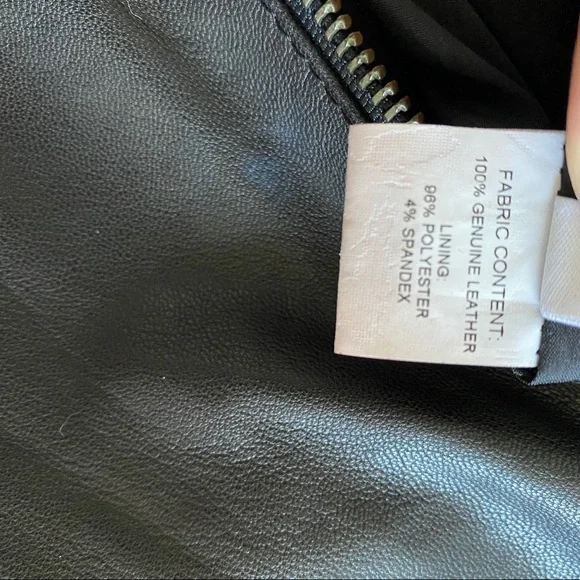 FABRIC CONTENT:
100% GENUINE LEATHER
LINING:
96% POLYESTER
4% SPANDEX